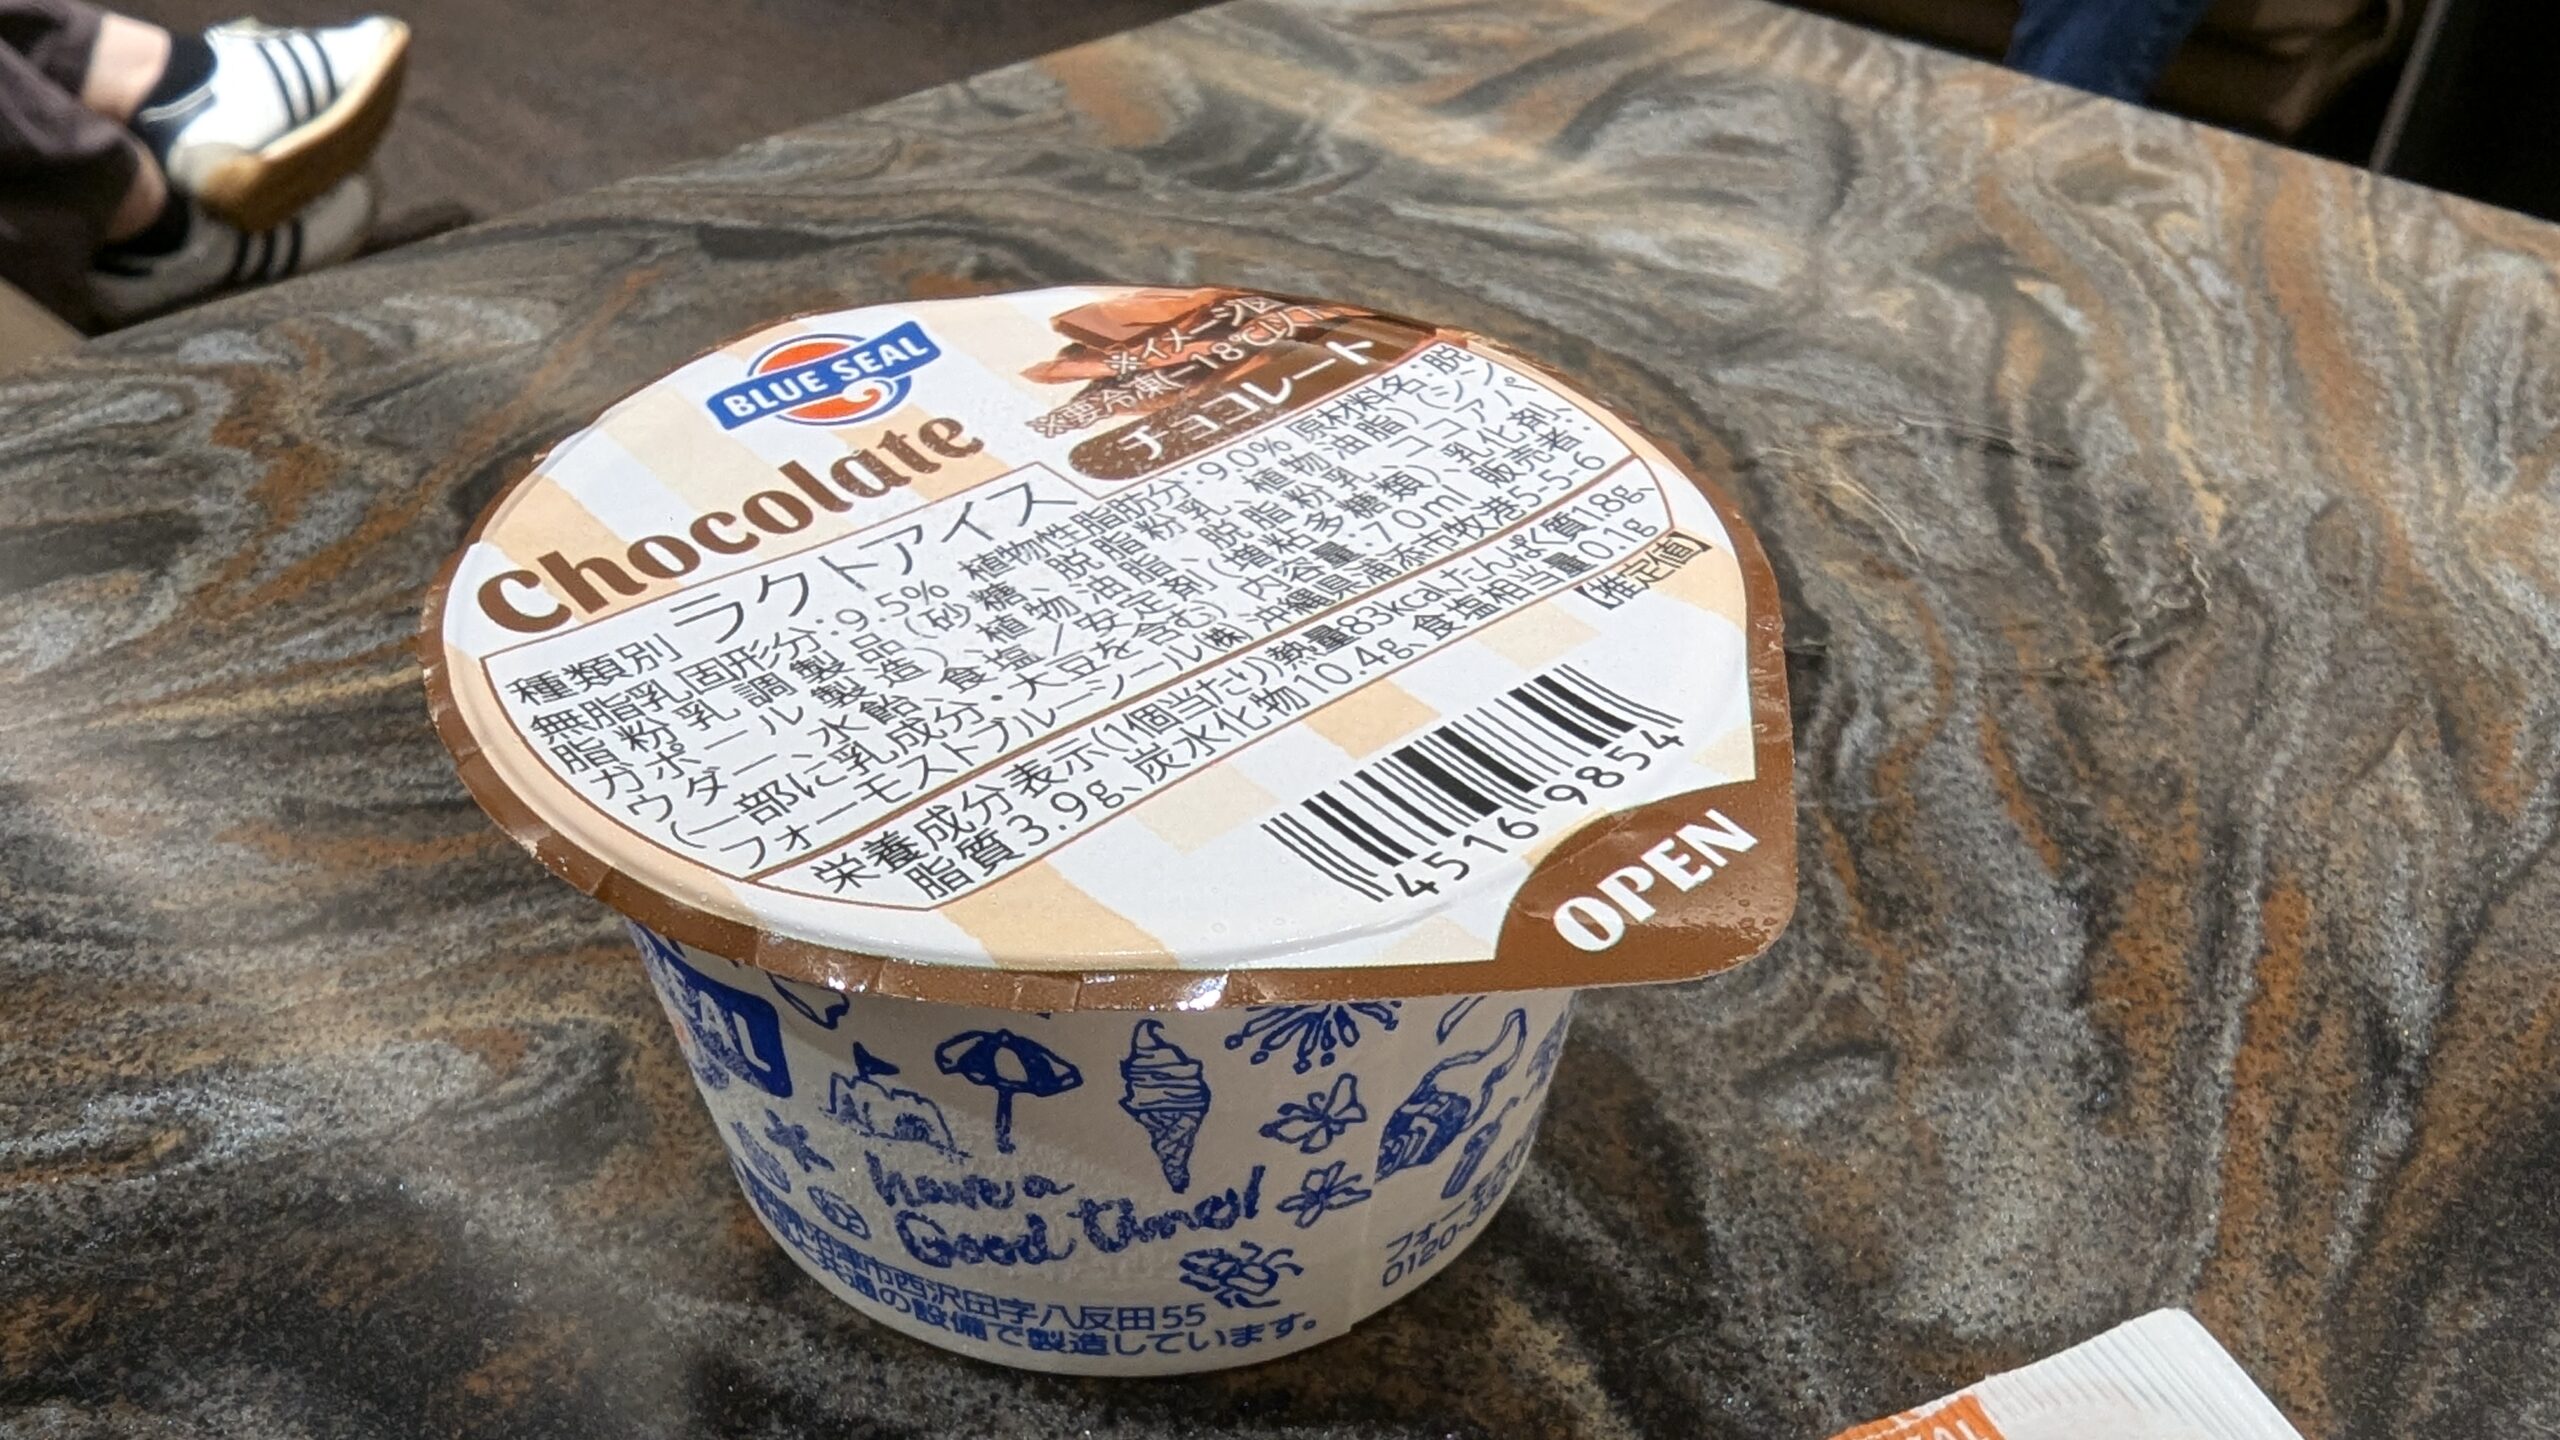 BLUE SEAL
Chocolate
※イメージ図
※要冷凍(-18℃以下
チョコレート
種類別 ラクトアイス
無脂乳固形分:9.5% 植物性脂肪分:9.0% 原材料名:脱
脂粉乳調製品(砂糖、脱脂粉乳、植物油脂)(シン
ガポール製造)、植物油脂、脱脂粉乳、ココアパ
ウダー、水飴、食塩/安定剤(増粘多糖類)、乳化剤、
(一部に乳成分・大豆を含む) 内容量:70ml 販売者:
フォーモストブルーシール㈱ 沖縄県浦添市牧港5-5-6
栄養成分表示(1個当たり)熱量83kcal、たんぱく質1.8g、
脂質3.9g、炭水化物10.4g、食塩相当量0.1g
【推定値】
4516 9854
OPEN
EAL
have a
Good time!
沼津市西沢田字八反田55
共通の設備で製造しています。
フォーモ
0120-3